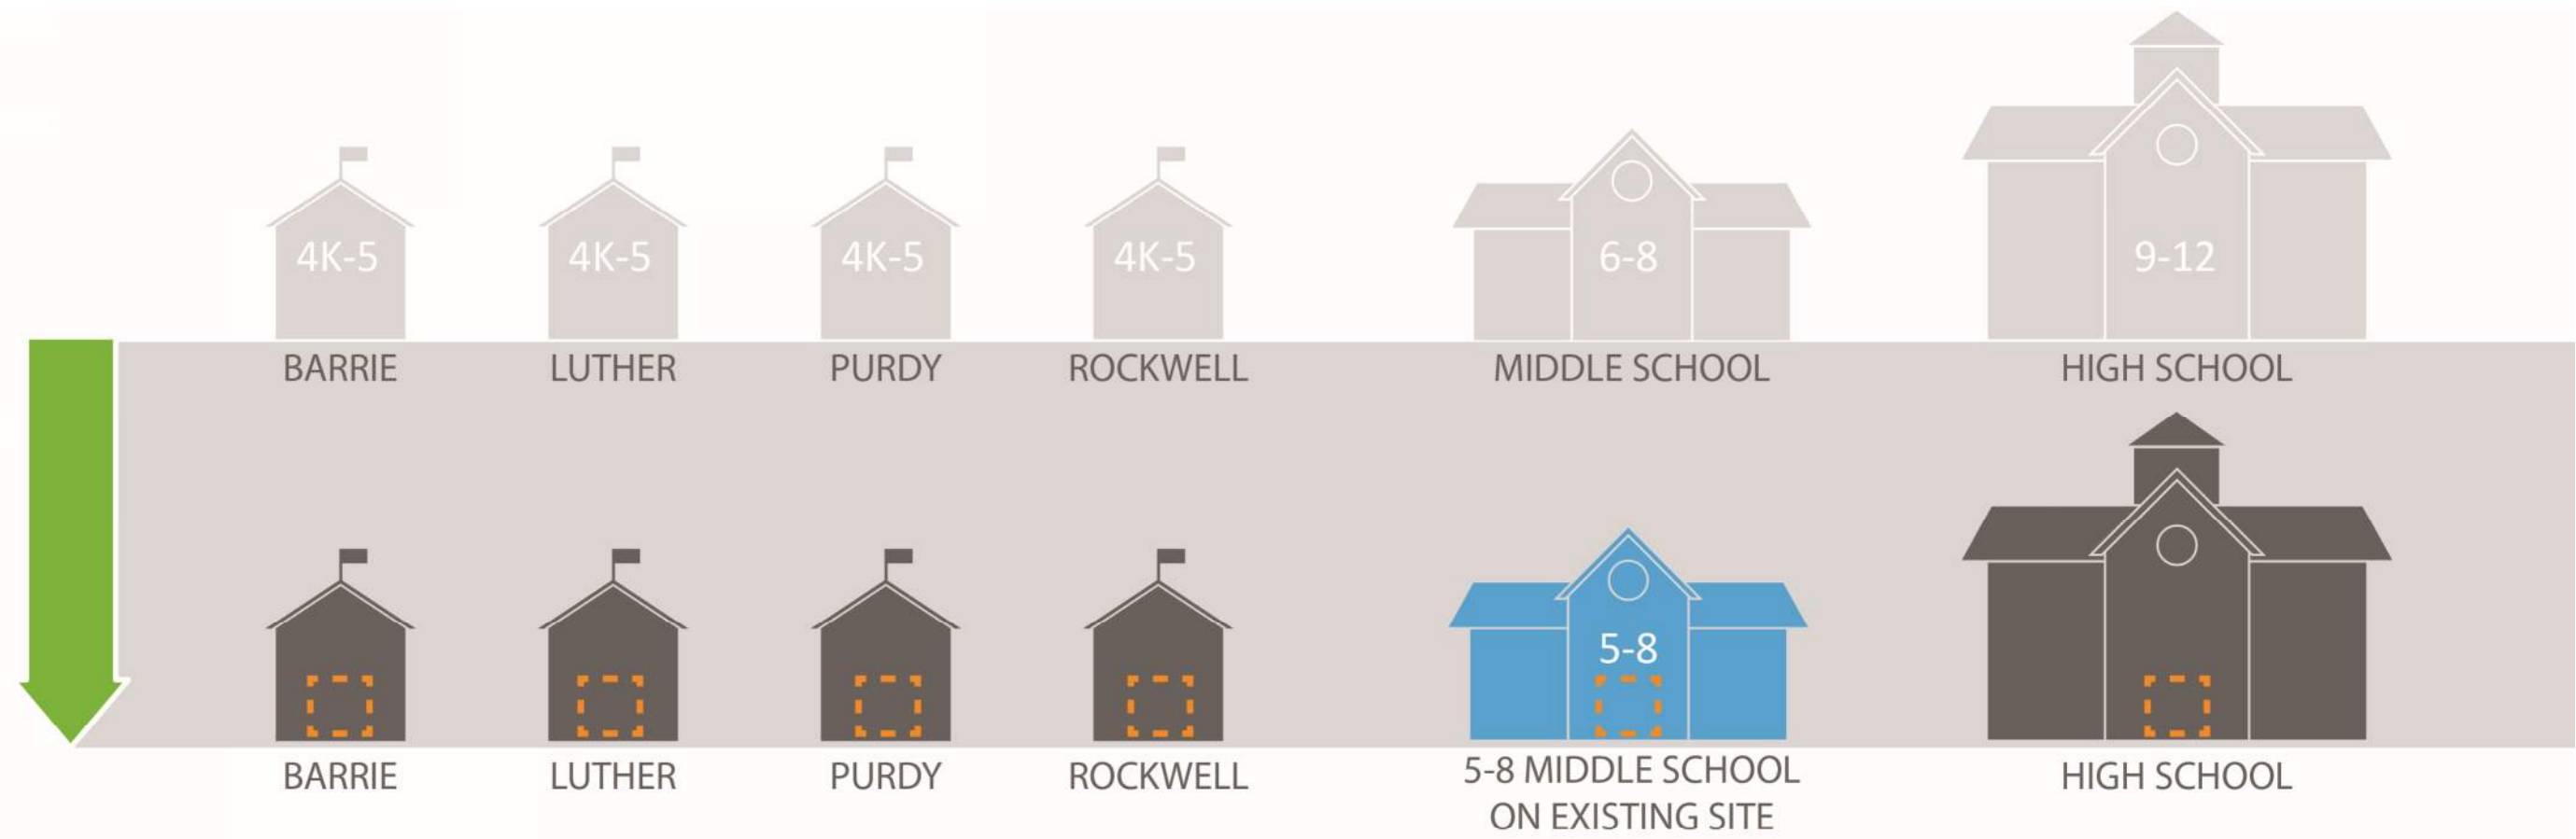 4K-5 4K-5 4K-5 4K-5 6-8 9-12
BARRIE LUTHER PURDY ROCKWELL MIDDLE SCHOOL HIGH SCHOOL
5-8
BARRIE LUTHER PURDY ROCKWELL 5-8 MIDDLE SCHOOL HIGH SCHOOL
ON EXISTING SITE